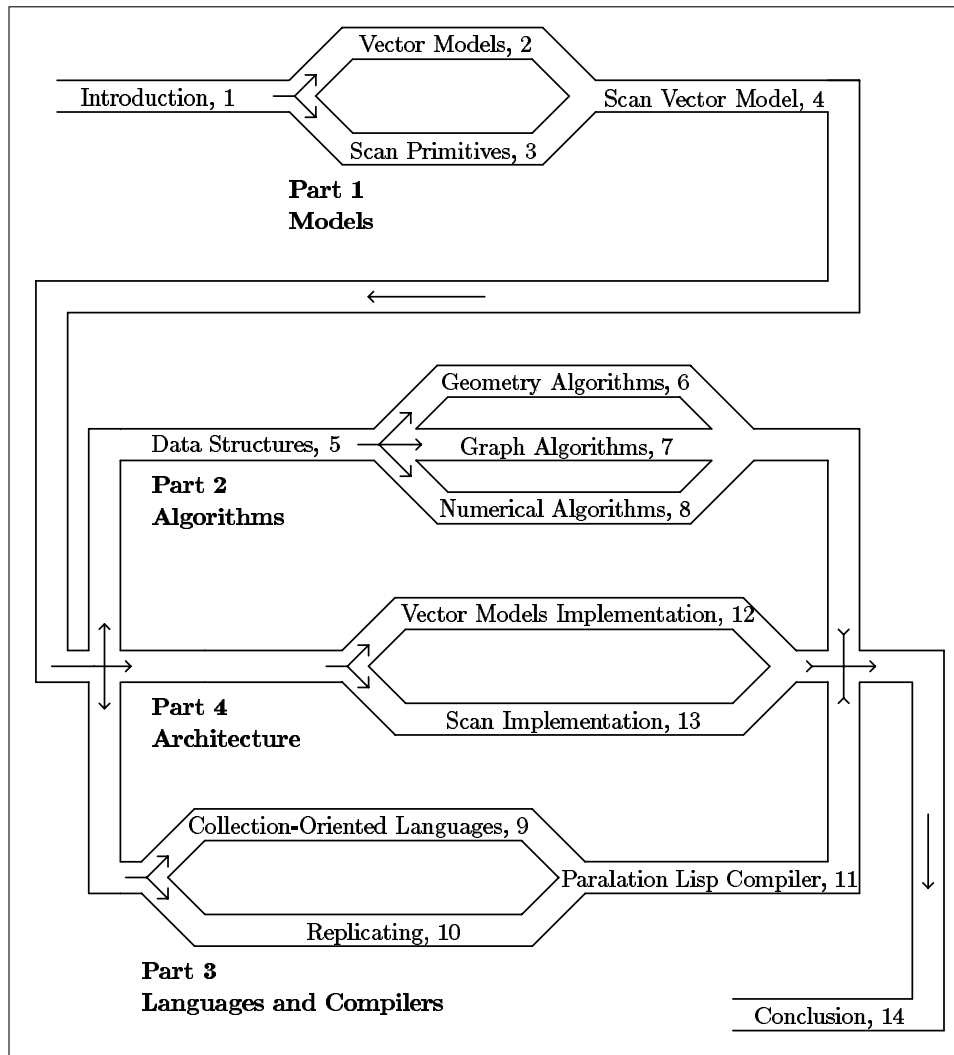 Vector Models, 2
Introduction, 1
Scan Vector Model, 4
Scan Primitives, 3
Part 1
Models
Geometry Algorithms, 6
Data Structures, 5
Graph Algorithms, 7
Part 2
Algorithms
Numerical Algorithms, 8
Vector Models Implementation, 12
Part 4
Architecture
Scan Implementation, 13
Collection-Oriented Languages, 9
Paralation Lisp Compiler, 11
Replicating, 10
Part 3
Languages and Compilers
Conclusion, 14